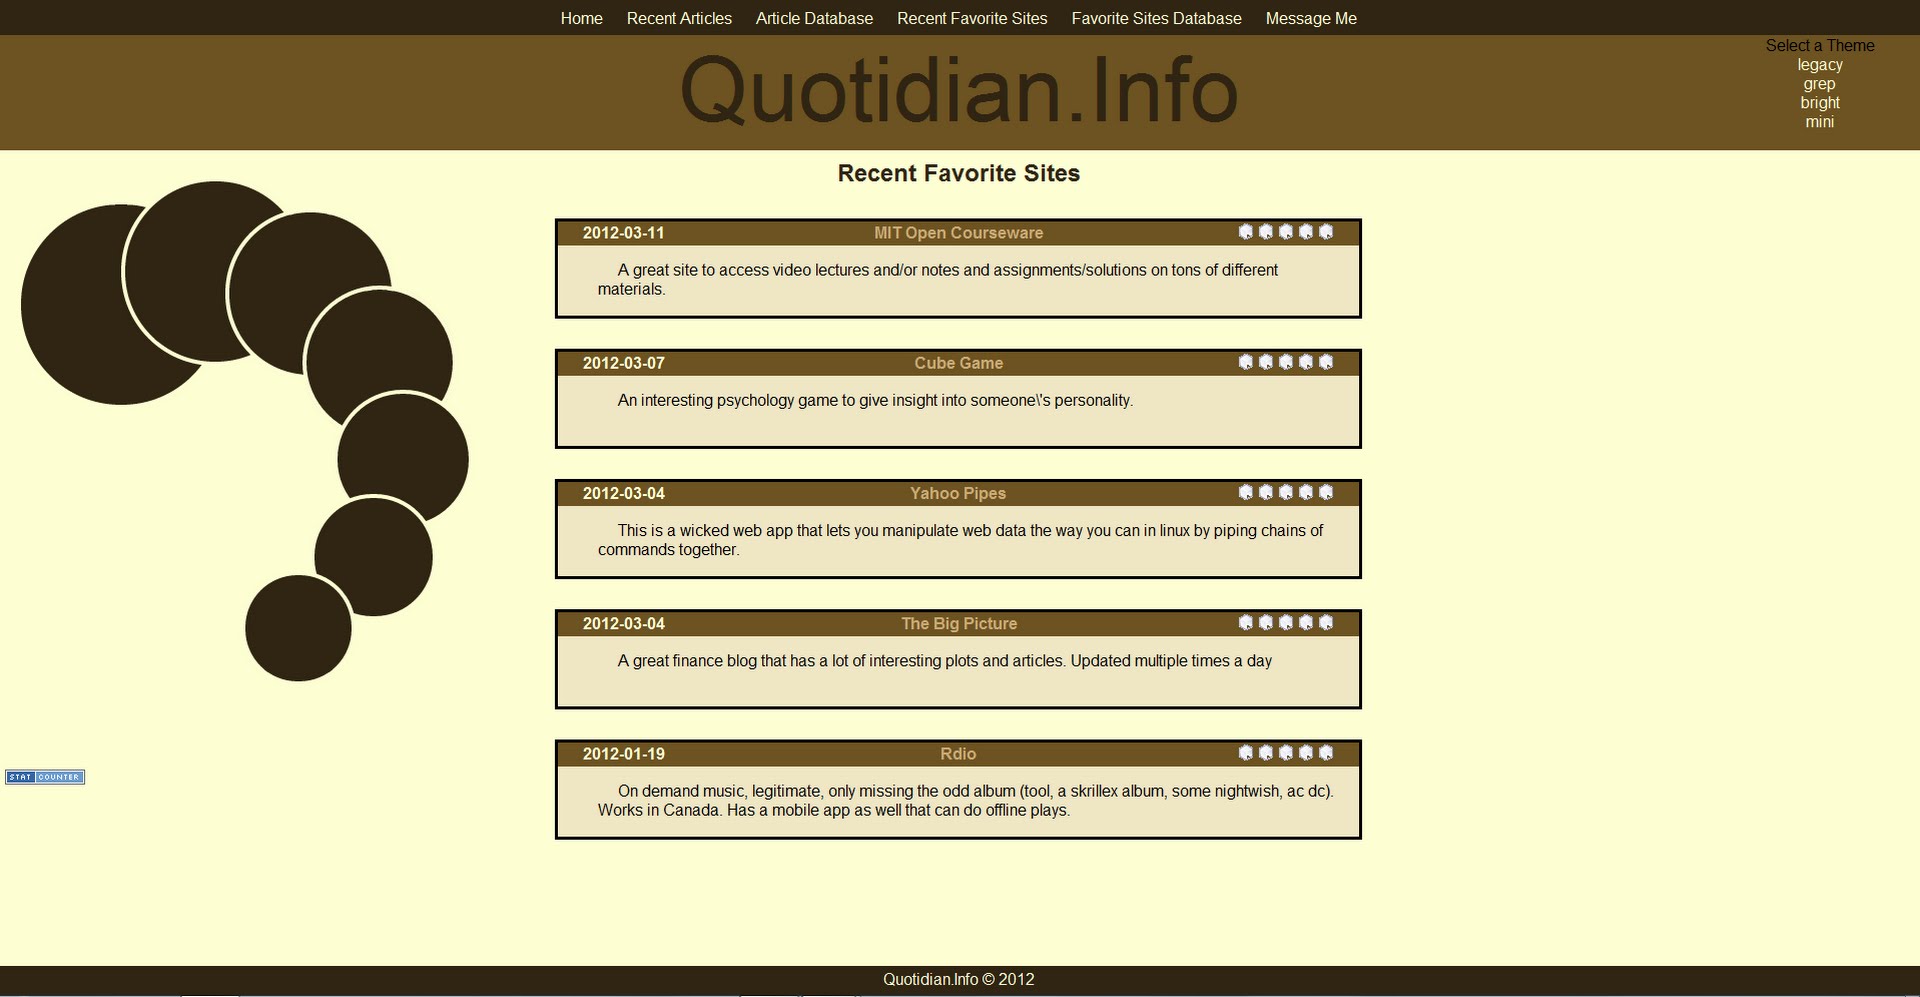 Home Recent Articles Article Database Recent Favorite Sites Favorite Sites Database Message Me
Quotidian.Info
Select a Theme
legacy
grep
bright
mini
Recent Favorite Sites
2012-03-11 MIT Open Courseware
A great site to access video lectures and/or notes and assignments/solutions on tons of different
materials.
2012-03-07 Cube Game
An interesting psychology game to give insight into someone\'s personality.
2012-03-04 Yahoo Pipes
This is a wicked web app that lets you manipulate web data the way you can in linux by piping chains of
commands together.
2012-03-04 The Big Picture
A great finance blog that has a lot of interesting plots and articles. Updated multiple times a day
2012-01-19 Rdio
On demand music, legitimate, only missing the odd album (tool, a skrillex album, some nightwish, ac dc).
Works in Canada. Has a mobile app as well that can do offline plays.
STAT COUNTER
Quotidian.Info © 2012